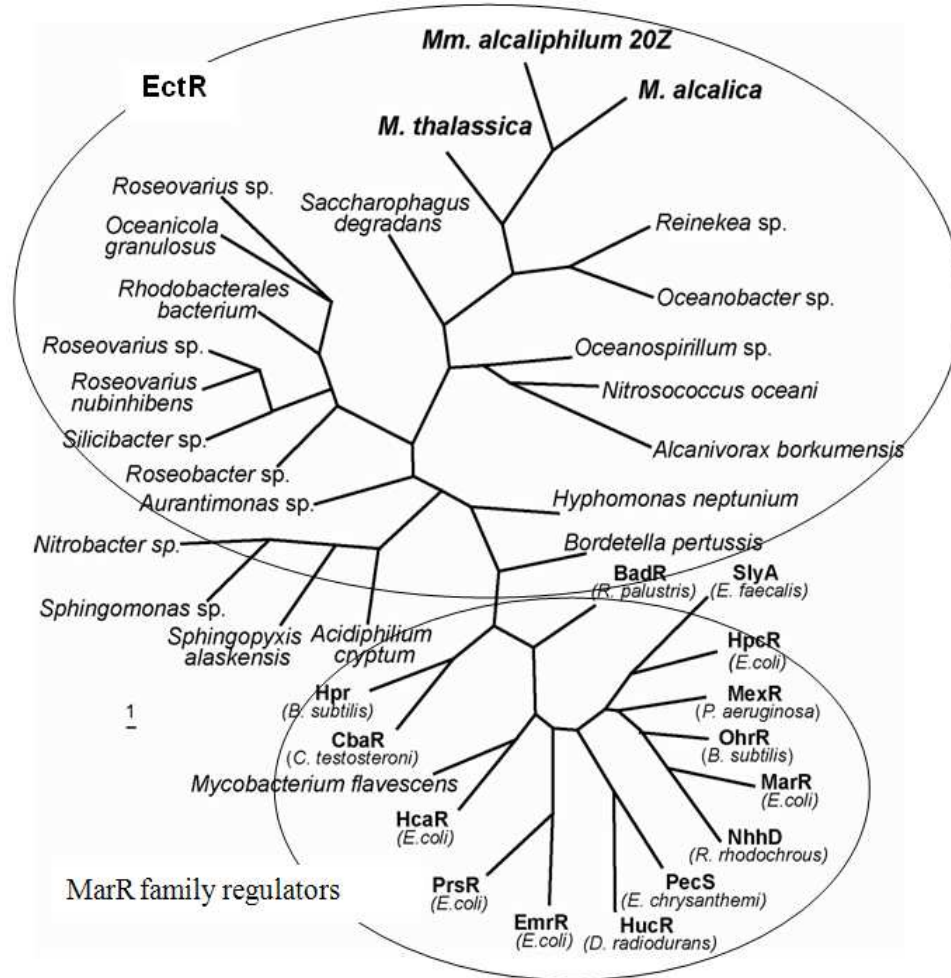 Mm. alcaliphilum 20Z
EctR
M. alcalica
M. thalassica
Roseovarius sp.
Saccharophagus
degradans
Oceanicola
granulosus
Reinekea sp.
Rhodobacterales
bacterium
Oceanobacter sp.
Roseovarius sp.
Oceanospirillum sp.
Roseovarius
nubinhibens
Nitrosococcus oceani
Silicibacter sp.
Alcanivorax borkumensis
Roseobacter sp.
Aurantimonas sp.
Hyphomonas neptunium
Nitrobacter sp.
Bordetella pertussis
BadR
(R. palustris)
SlyA
(E. faecalis)
Sphingomonas sp.
Sphingopyxis
alaskensis
Acidiphilium
cryptum
HpcR
(E.coli)
Hpr
(B. subtilis)
MexR
(P. aeruginosa)
1
CbaR
(C. testosteroni)
OhrR
(B. subtilis)
Mycobacterium flavescens
MarR
(E.coli)
HcaR
(E.coli)
NhhD
(R. rhodochrous)
MarR family regulators
PrsR
(E.coli)
PecS
(E. chrysanthemi)
EmrR
(E.coli)
HucR
(D. radiodurans)